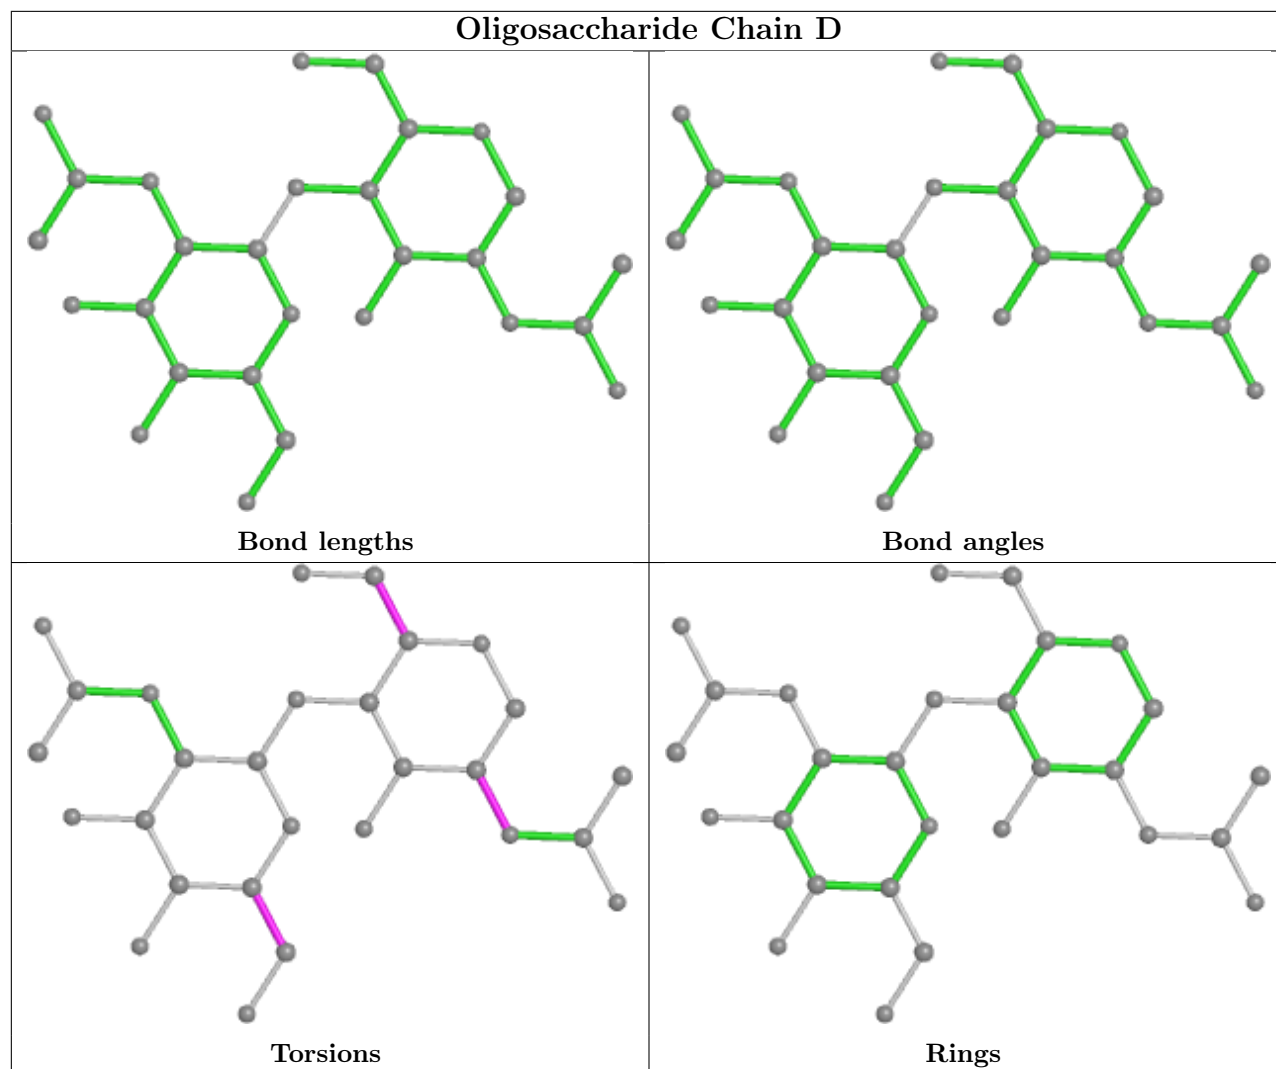 Oligosaccharide Chain D
Bond lengths
Bond angles
Torsions
Rings